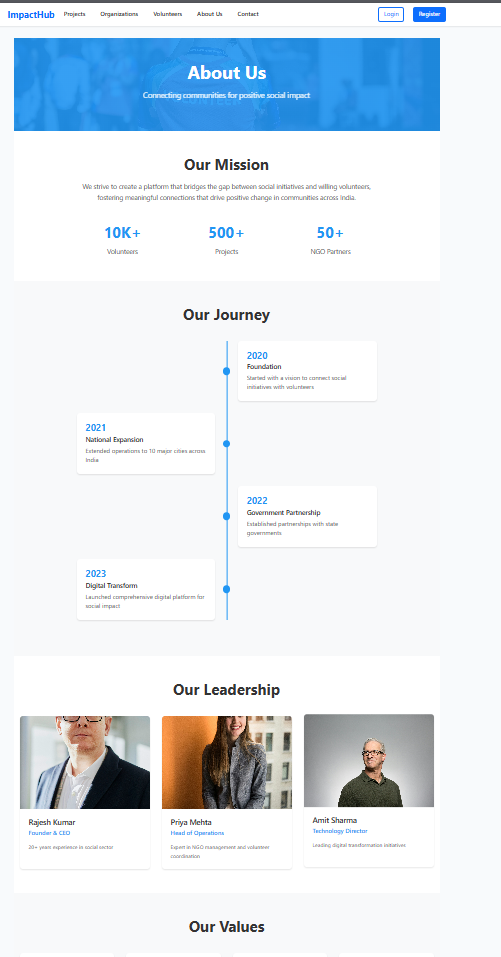 ImpactHub Projects Organizations Volunteers About Us Contact Login Register
About Us
Connecting communities for positive social impact
Our Mission
We strive to create a platform that bridges the gap between social initiatives and willing volunteers,
fostering meaningful connections that drive positive change in communities across India.
10K+ 500+ 50+
Volunteers Projects NGO Partners
Our Journey
2020
Foundation
Started with a vision to connect social
initiatives with volunteers
2021
National Expansion
Extended operations to 10 major cities across
India
2022
Government Partnership
Established partnerships with state
governments
2023
Digital Transform
Launched comprehensive digital platform for
social impact
Our Leadership
Rajesh Kumar
Founder & CEO
20+ years experience in social sector
Priya Mehta
Head of Operations
Expert in NGO management and volunteer
coordination
Amit Sharma
Technology Director
Leading digital transformation initiatives
Our Values